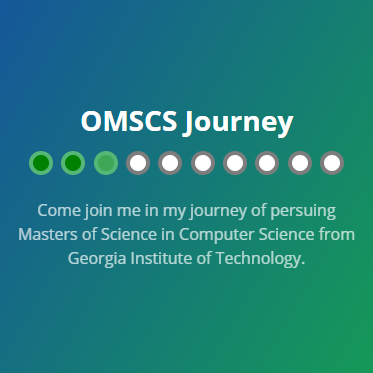 OMSCS Journey
Come join me in my journey of persuing
Masters of Science in Computer Science from
Georgia Institute of Technology.